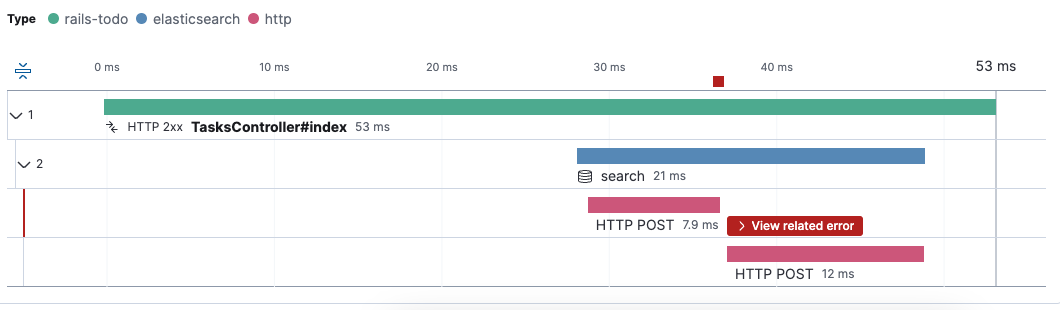 Type rails-todo elasticsearch http
0 ms 10 ms 20 ms 30 ms 40 ms 53 ms
1
HTTP 2xx TasksController#index 53 ms
2
search 21 ms
HTTP POST 7.9 ms View related error
HTTP POST 12 ms